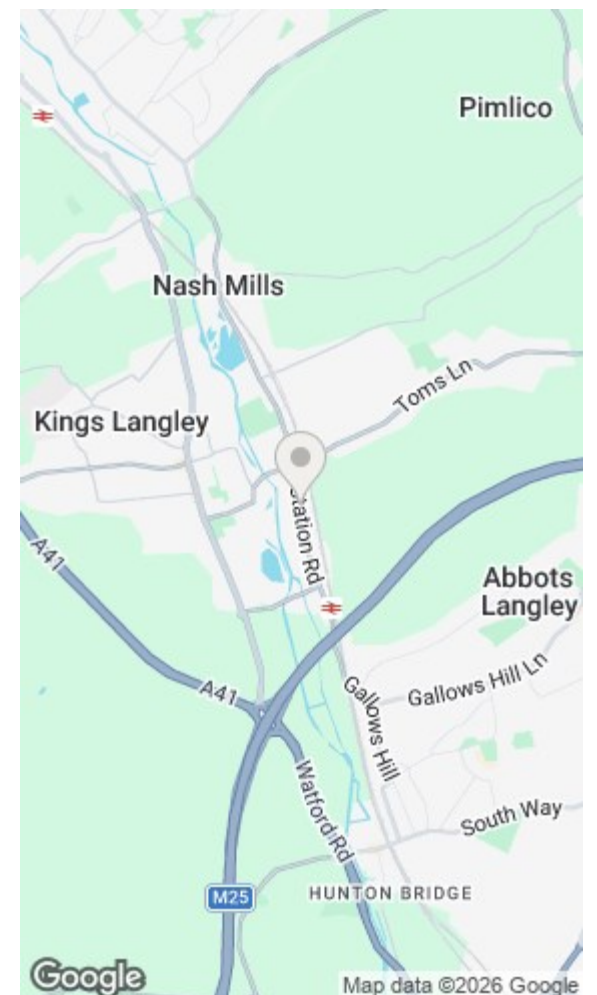 Pimlico
Nash Mills
Toms Ln
Kings Langley
Station Rd
A41
Abbots
Langley
Gallows Hill Ln
A41
Gallows Hill
Watford Rd
South Way
M25
HUNTON BRIDGE
Google
Map data ©2026 Google